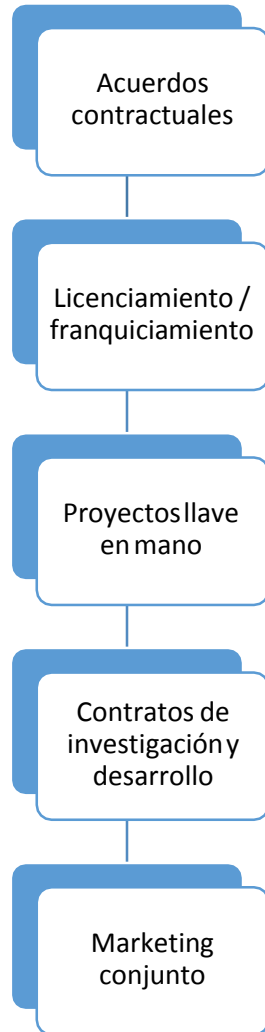 Acuerdos
contractuales
Licenciamiento /
franquiciamiento
Proyectos llave
en mano
Contratos de
investigación y
desarrollo
Marketing
conjunto